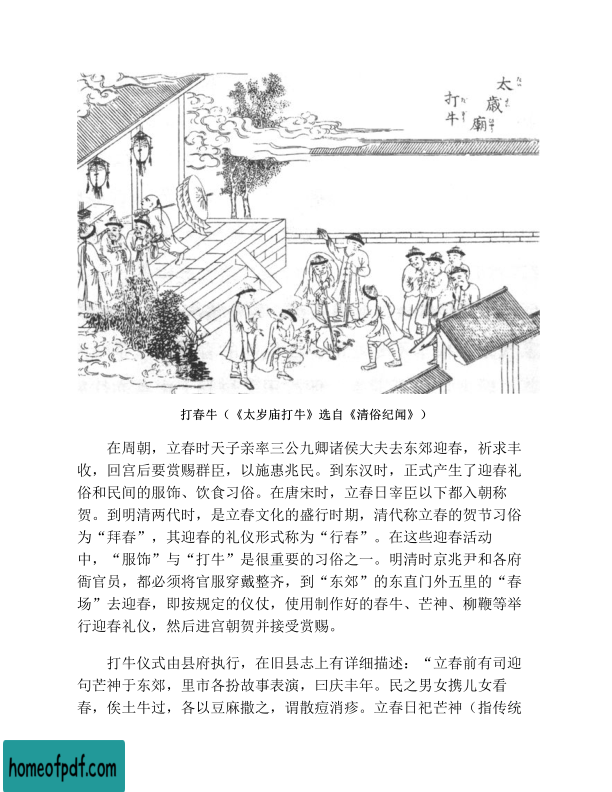 太歲廟
打牛
打春牛（《太岁庙打牛》选自《清俗纪闻》）
在周朝，立春时天子亲率三公九卿诸侯大夫去东郊迎春，祈求丰
收，回宫后要赏赐群臣，以施惠兆民。到东汉时，正式产生了迎春礼
俗和民间的服饰、饮食习俗。在唐宋时，立春日宰臣以下都入朝称
贺。到明清两代时，是立春文化的盛行时期，清代称立春的贺节习俗
为“拜春”，其迎春的礼仪形式称为“行春”。在这些迎春活动
中，“服饰”与“打牛”是很重要的习俗之一。明清时京兆尹和各府
衙官员，都必须将官服穿戴整齐，到“东郊”的东直门外五里的“春
场”去迎春，即按规定的仪仗，使用制作好的春牛、芒神、柳鞭等举
行迎春礼仪，然后进宫朝贺并接受赏赐。
打牛仪式由县府执行，在旧县志上有详细描述：“立春前有司迎
句芒神于东郊，里市各扮故事表演，曰庆丰年。民之男女携儿女看
春，俟土牛过，各以豆麻撒之，谓散痘消疹。立春日祀芒神（指传统
homeofpdf.com